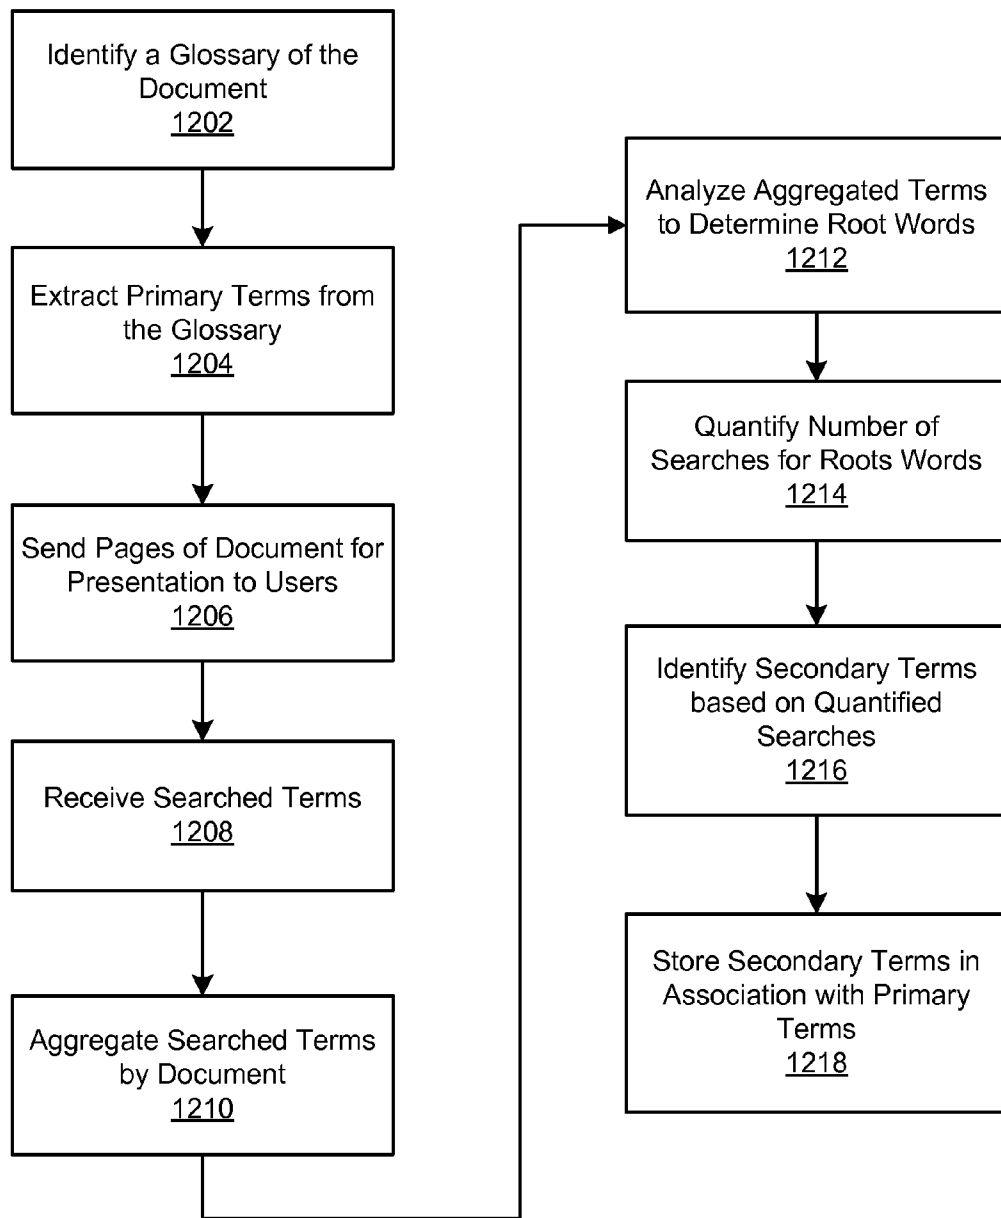 Identify a Glossary of the
Document
1202
Extract Primary Terms from
the Glossary
1204
Send Pages of Document for
Presentation to Users
1206
Receive Searched Terms
1208
Aggregate Searched Terms
by Document
1210
Analyze Aggregated Terms
to Determine Root Words
1212
Quantify Number of
Searches for Roots Words
1214
Identify Secondary Terms
based on Quantified
Searches
1216
Store Secondary Terms in
Association with Primary
Terms
1218